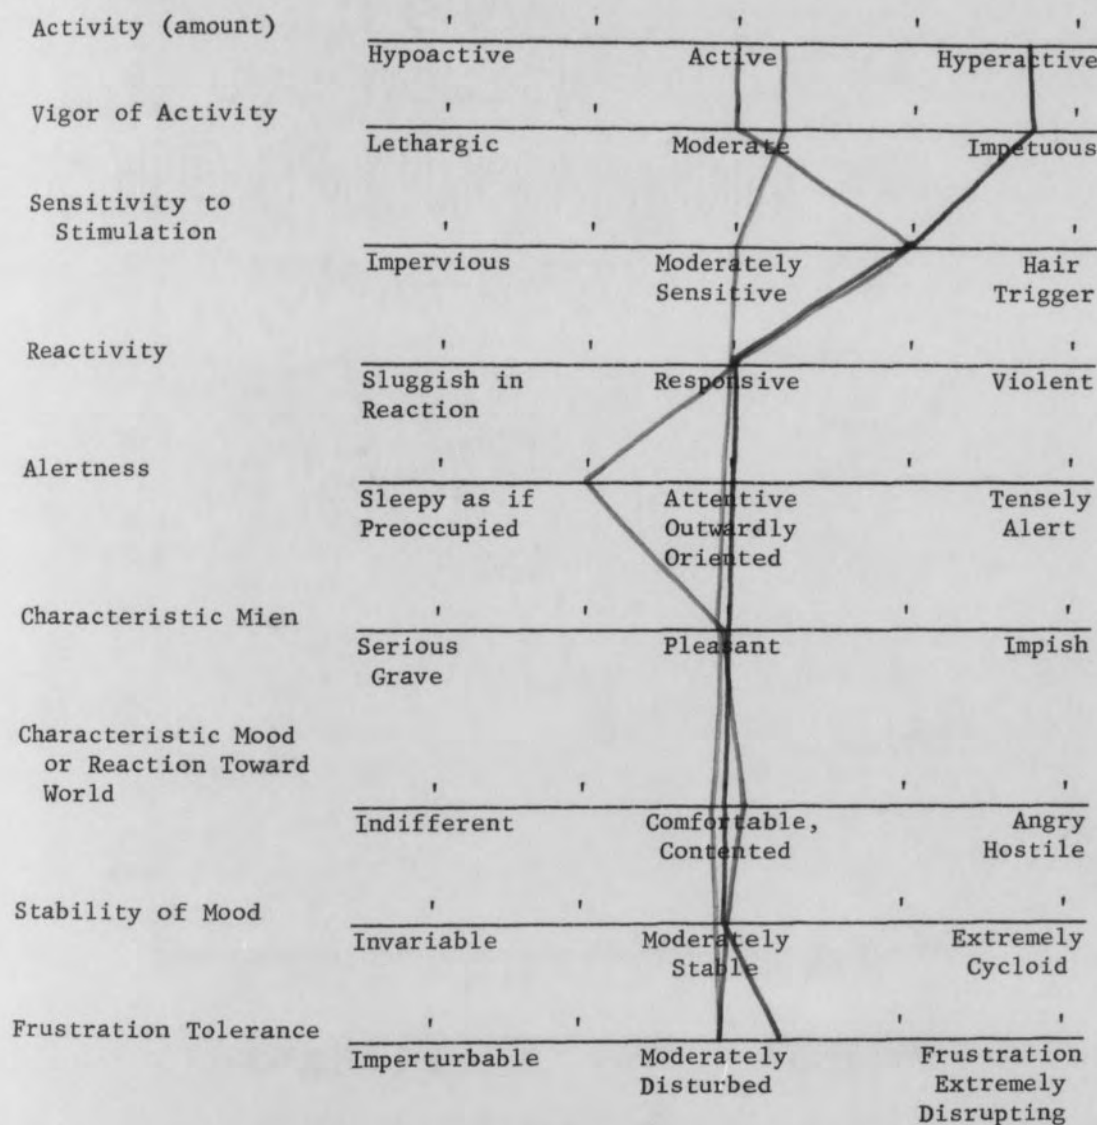 Activity (amount)
Hypoactive Active Hyperactive
Vigor of Activity
Lethargic Moderate Impetuous
Sensitivity to
Stimulation
Impervious Moderately Hair
Sensitive Trigger
Reactivity
Sluggish in Responsive Violent
Reaction
Alertness
Sleepy as if Attentive Tensely
Preoccupied Outwardly Alert
Oriented
Characteristic Mien
Serious Pleasant Impish
Grave
Characteristic Mood
or Reaction Toward
World
Indifferent Comfortable, Angry
Contented Hostile
Stability of Mood
Invariable Moderately Extremely
Stable Cycloid
Frustration Tolerance
Imperturbable Moderately Frustration
Disturbed Extremely
Disrupting